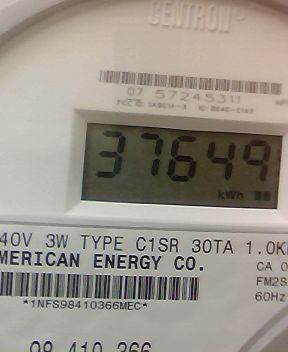 CENTRON®
07 57245311
37649
kWh
40V 3W TYPE C1SR 30TA 1.0K
MERICAN ENERGY CO.
CA 0
FM2S
60Hz
*1NFS98410366MEC*
98 410 366